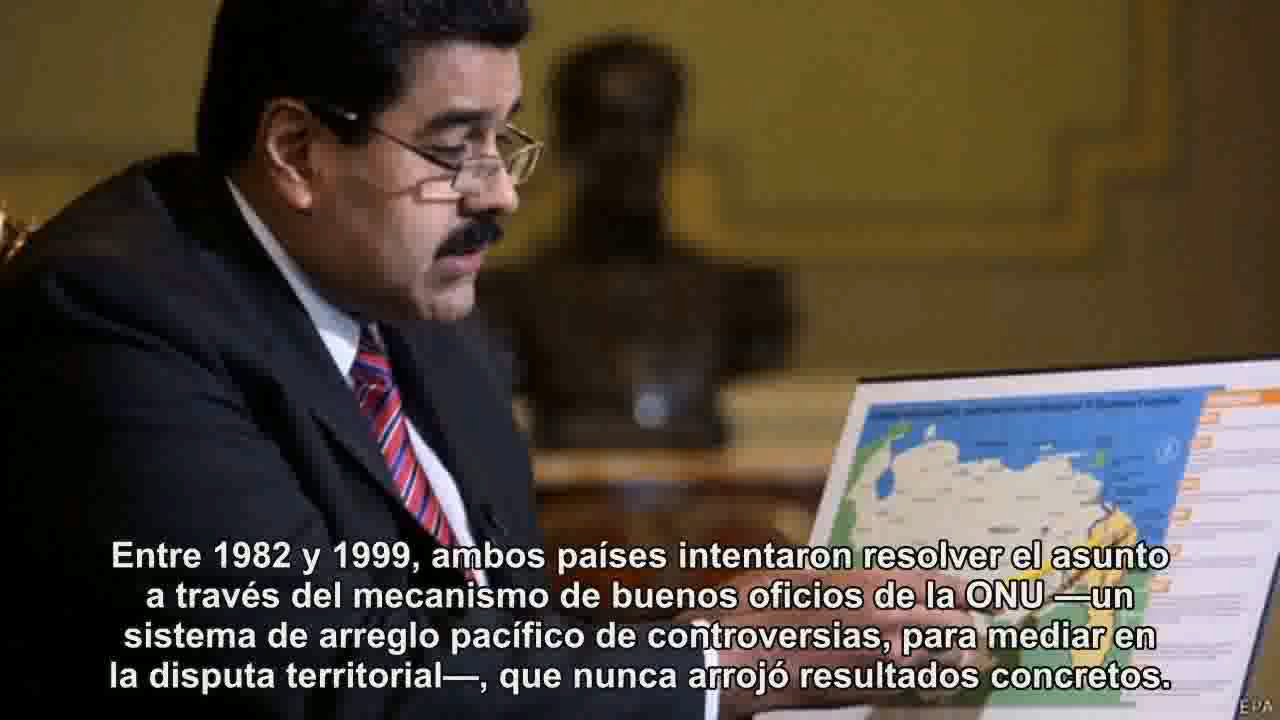 Entre 1982 y 1999, ambos países intentaron resolver el asunto
a través del mecanismo de buenos oficios de la ONU —un
sistema de arreglo pacífico de controversias, para mediar en
la disputa territorial—, que nunca arrojó resultados concretos.
EPA